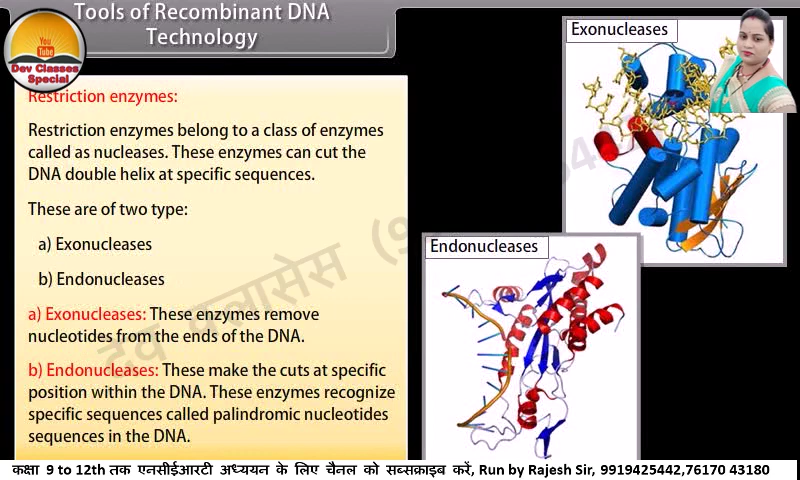 Tools of Recombinant DNA
Technology
You
Tube
Dev Classes
Special
Exonucleases
Restriction enzymes:
Restriction enzymes belong to a class of enzymes
called as nucleases. These enzymes can cut the
DNA double helix at specific sequences.
These are of two type:
a) Exonucleases
b) Endonucleases
a) Exonucleases: These enzymes remove
nucleotides from the ends of the DNA.
b) Endonucleases: These make the cuts at specific
position within the DNA. These enzymes recognize
specific sequences called palindromic nucleotides
sequences in the DNA.
Endonucleases
देव क्लासेस
कक्षा 9 to 12th तक एनसीईआरटी अध्ययन के लिए चैनल को सब्सक्राइब करें, Run by Rajesh Sir, 9919425442,76170 43180